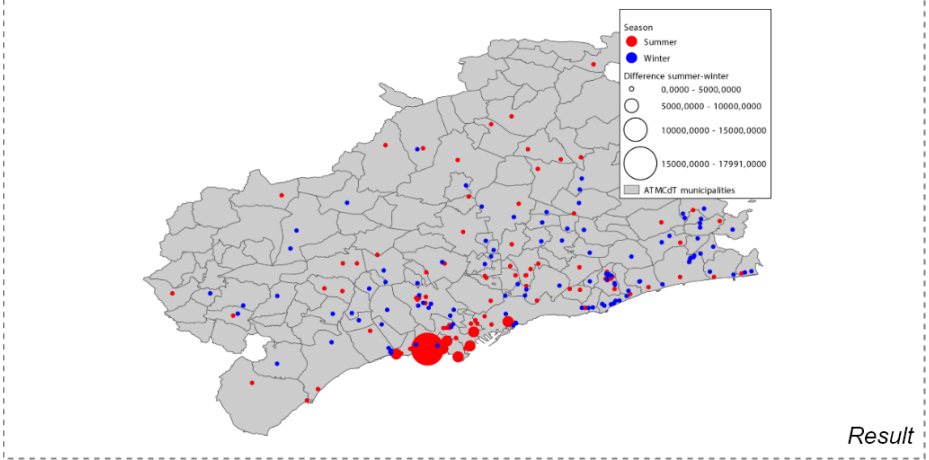 Season
Summer
Winter
Difference summer-winter
0,0000 - 5000,0000
5000,0000 - 10000,0000
10000,0000 - 15000,0000
15000,0000 - 17991,0000
ATMCdT municipalities
Result